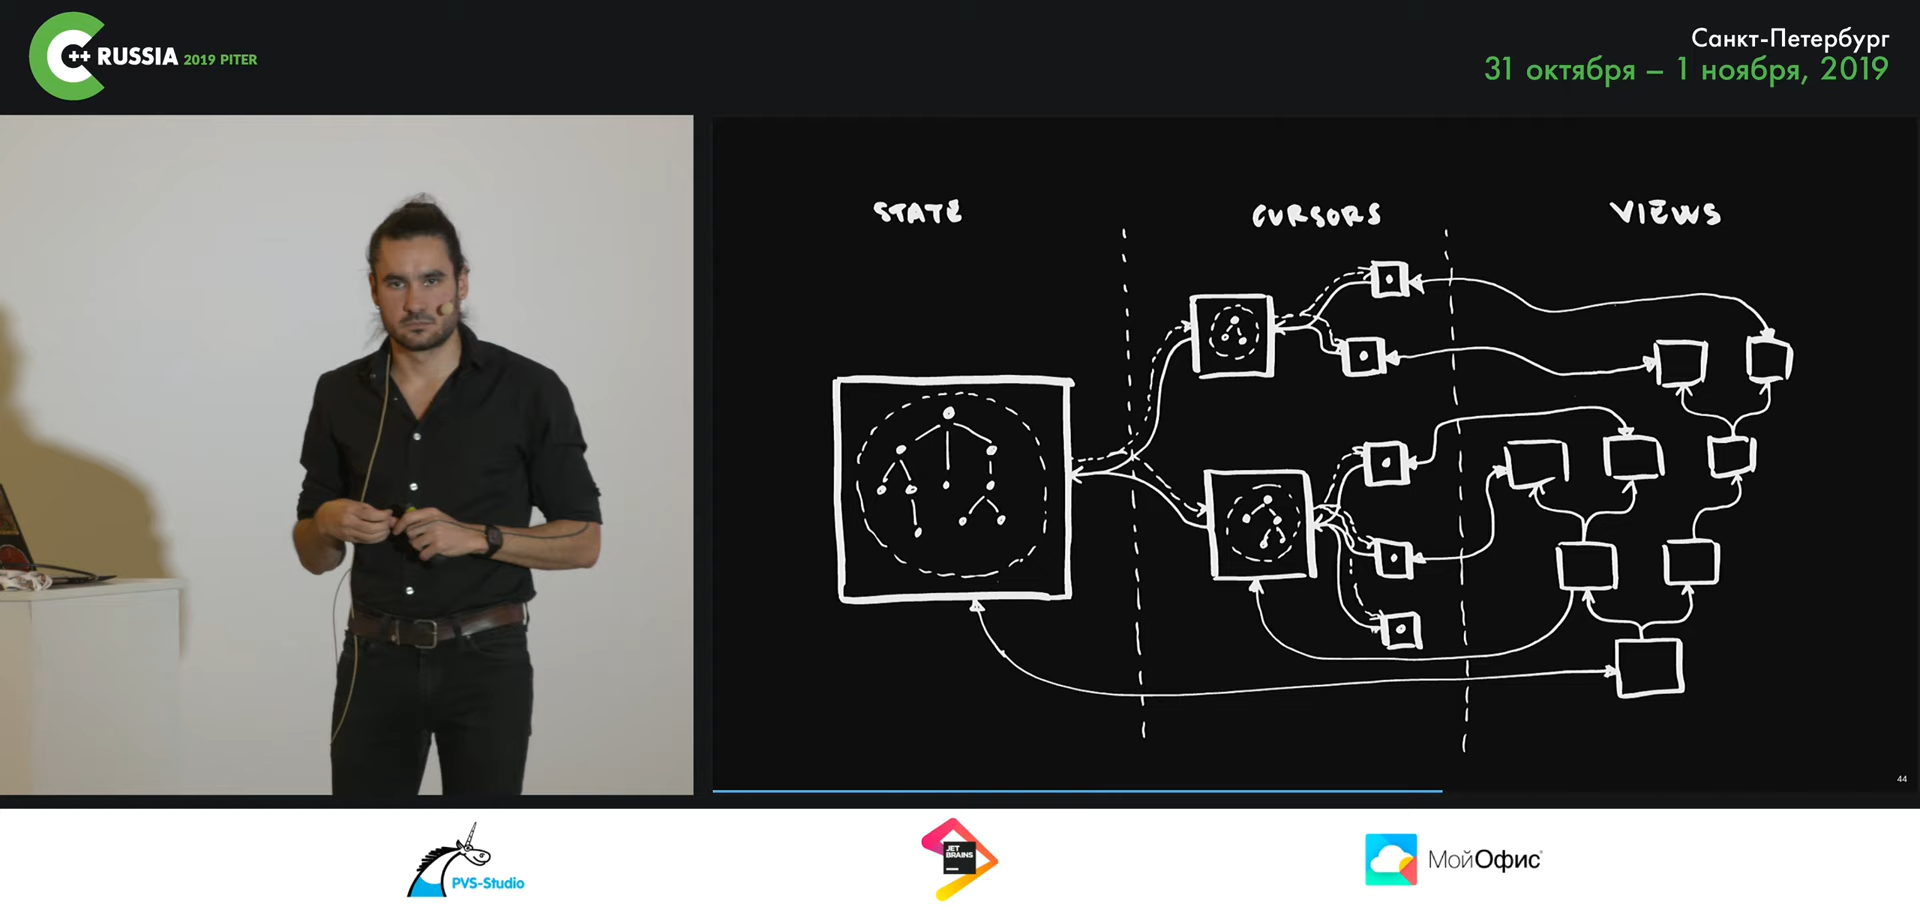 C++ RUSSIA 2019 PITER
Санкт-Петербург
31 октября – 1 ноября, 2019
STATE
CURSORS
VIEWS
44
PVS-Studio
JET
BRAINS
МойОфис